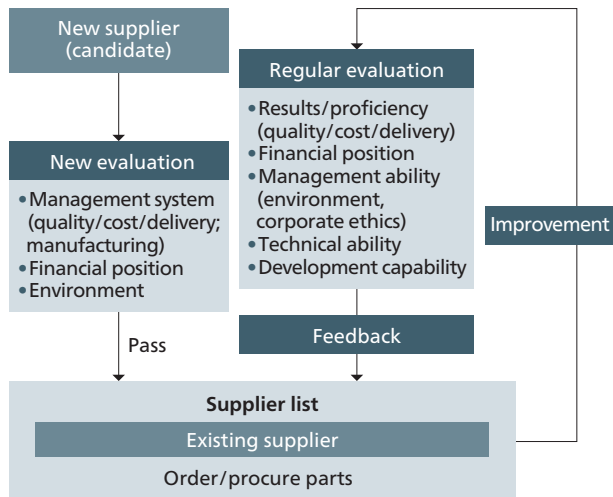 New supplier
(candidate)
New evaluation
•Management system
(quality/cost/delivery;
manufacturing)
•Financial position
•Environment
Pass
Regular evaluation
•Results/proficiency
(quality/cost/delivery)
•Financial position
•Management ability
(environment,
corporate ethics)
•Technical ability
•Development capability
Feedback
Improvement
Supplier list
Existing supplier
Order/procure parts